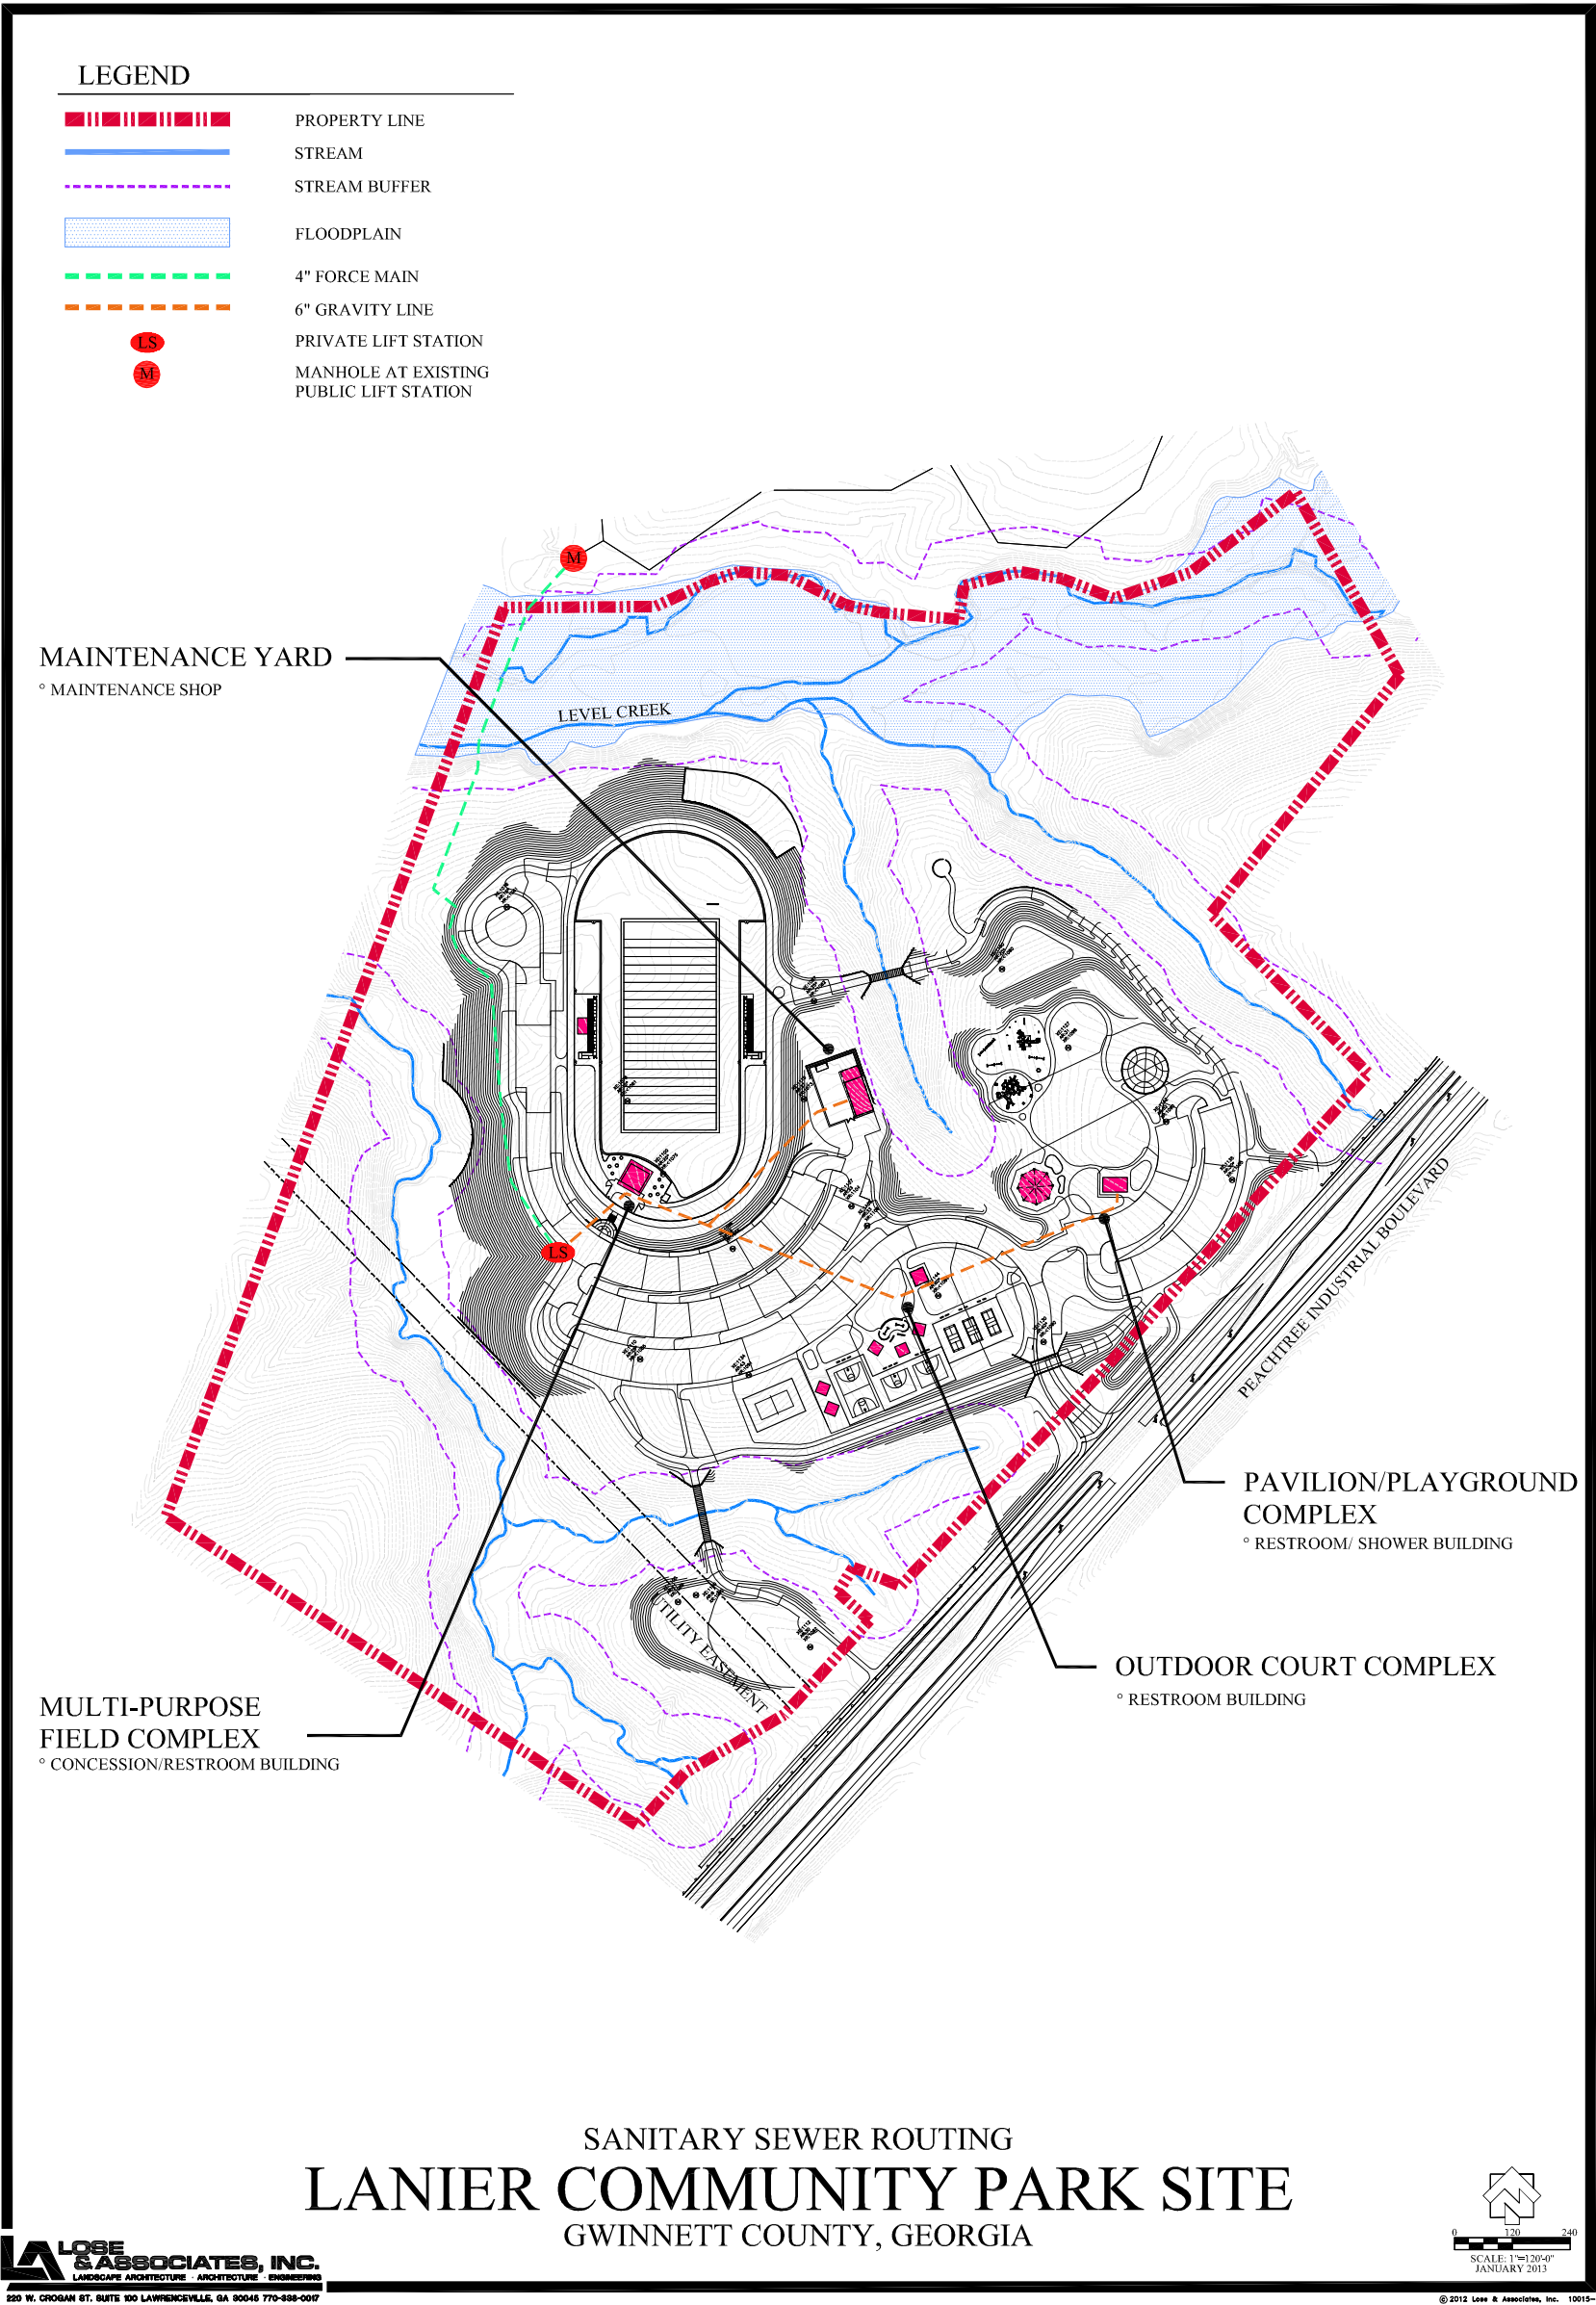 LEGEND
PROPERTY LINE
STREAM
STREAM BUFFER
FLOODPLAIN
4" FORCE MAIN
6" GRAVITY LINE
LS
PRIVATE LIFT STATION
M
MANHOLE AT EXISTING
PUBLIC LIFT STATION
M
MAINTENANCE YARD
° MAINTENANCE SHOP
LEVEL CREEK
LS
PEACHTREE INDUSTRIAL BOULEVARD
PAVILION/PLAYGROUND
COMPLEX
° RESTROOM/ SHOWER BUILDING
UTILITY EASEMENT
OUTDOOR COURT COMPLEX
° RESTROOM BUILDING
MULTI-PURPOSE
FIELD COMPLEX
° CONCESSION/RESTROOM BUILDING
SANITARY SEWER ROUTING
LANIER COMMUNITY PARK SITE
GWINNETT COUNTY, GEORGIA
N
0 120 240
SCALE: 1"=120'-0"
JANUARY 2013
LA LOSE
& ASSOCIATES, INC.
LANDSCAPE ARCHITECTURE · ARCHITECTURE · ENGINEERING
220 W. CROGAN ST. SUITE 100 LAWRENCEVILLE, GA 30045 770-338-0017
© 2012 Lose & Associates, Inc. 10015-